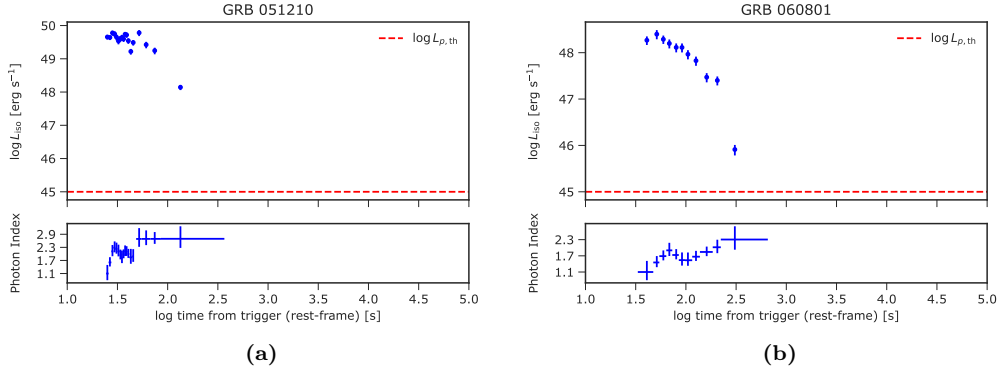 GRB 051210
50
49
48
47
46
45
log L_iso [erg s⁻¹]
log L_p,th
2.9
2.3
1.7
1.1
Photon Index
1.0 1.5 2.0 2.5 3.0 3.5 4.0 4.5 5.0
log time from trigger (rest-frame) [s]
(a)
GRB 060801
48
47
46
45
log L_iso [erg s⁻¹]
log L_p,th
2.3
1.7
1.1
Photon Index
1.0 1.5 2.0 2.5 3.0 3.5 4.0 4.5 5.0
log time from trigger (rest-frame) [s]
(b)